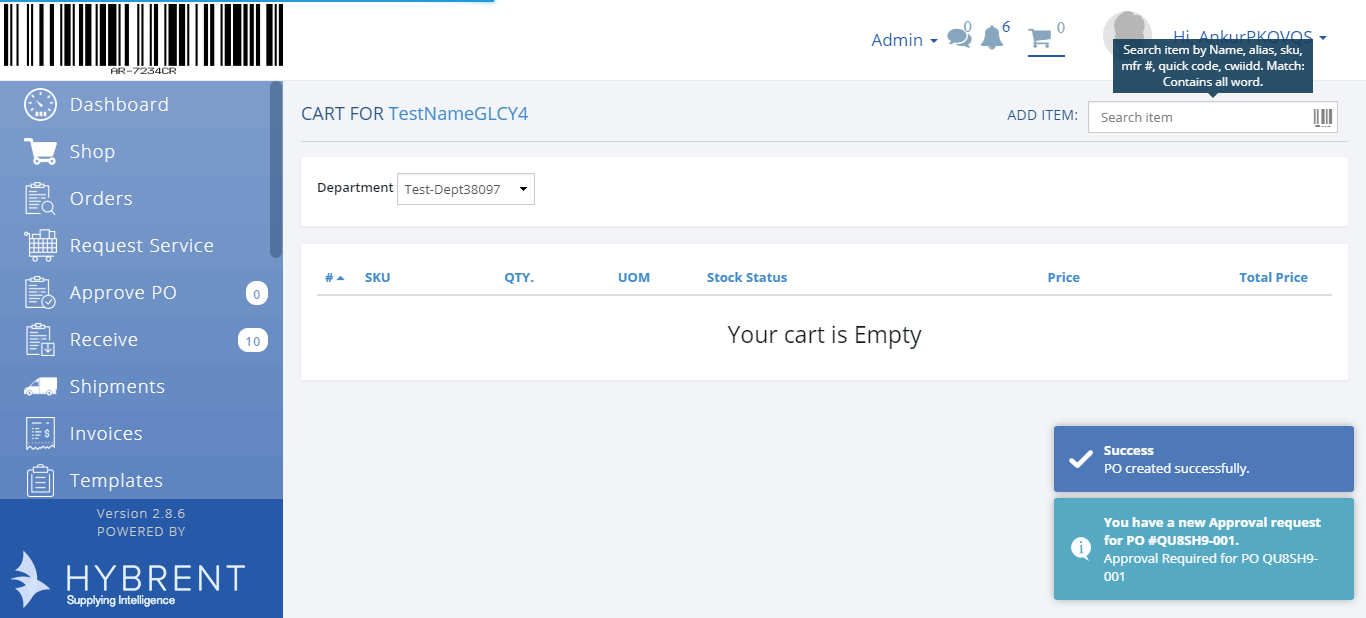 AR-7234CR
Admin
0
6
0
Hi, AnkurPKOVOS
Search item by Name, alias, sku,
mfr #, quick code, cwiid. Match:
Contains all word.
Dashboard
Shop
Orders
Request Service
Approve PO 0
Receive 10
Shipments
Invoices
Templates
Version 2.8.6
POWERED BY
HYBRENT
Supplying Intelligence
CART FOR TestNameGLCY4
ADD ITEM: Search item
Department Test-Dept38097
# SKU QTY. UOM Stock Status Price Total Price
Your cart is Empty
Success
PO created successfully.
You have a new Approval request
for PO #QU8SH9-001.
Approval Required for PO QU8SH9-
001